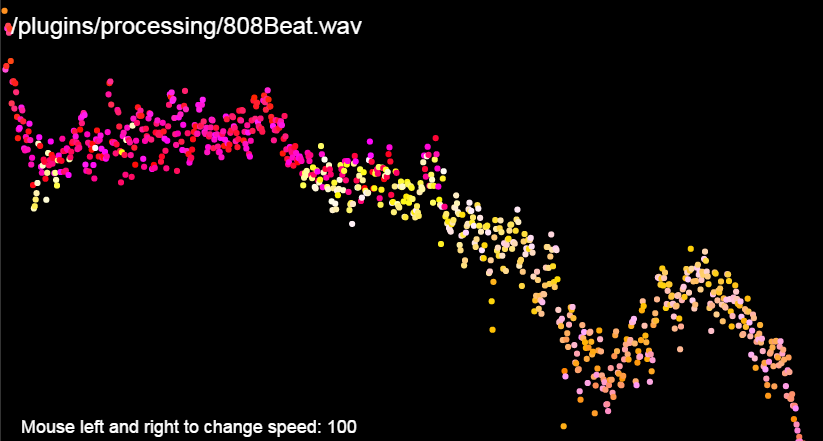 /plugins/processing/808Beat.wav
Mouse left and right to change speed: 100